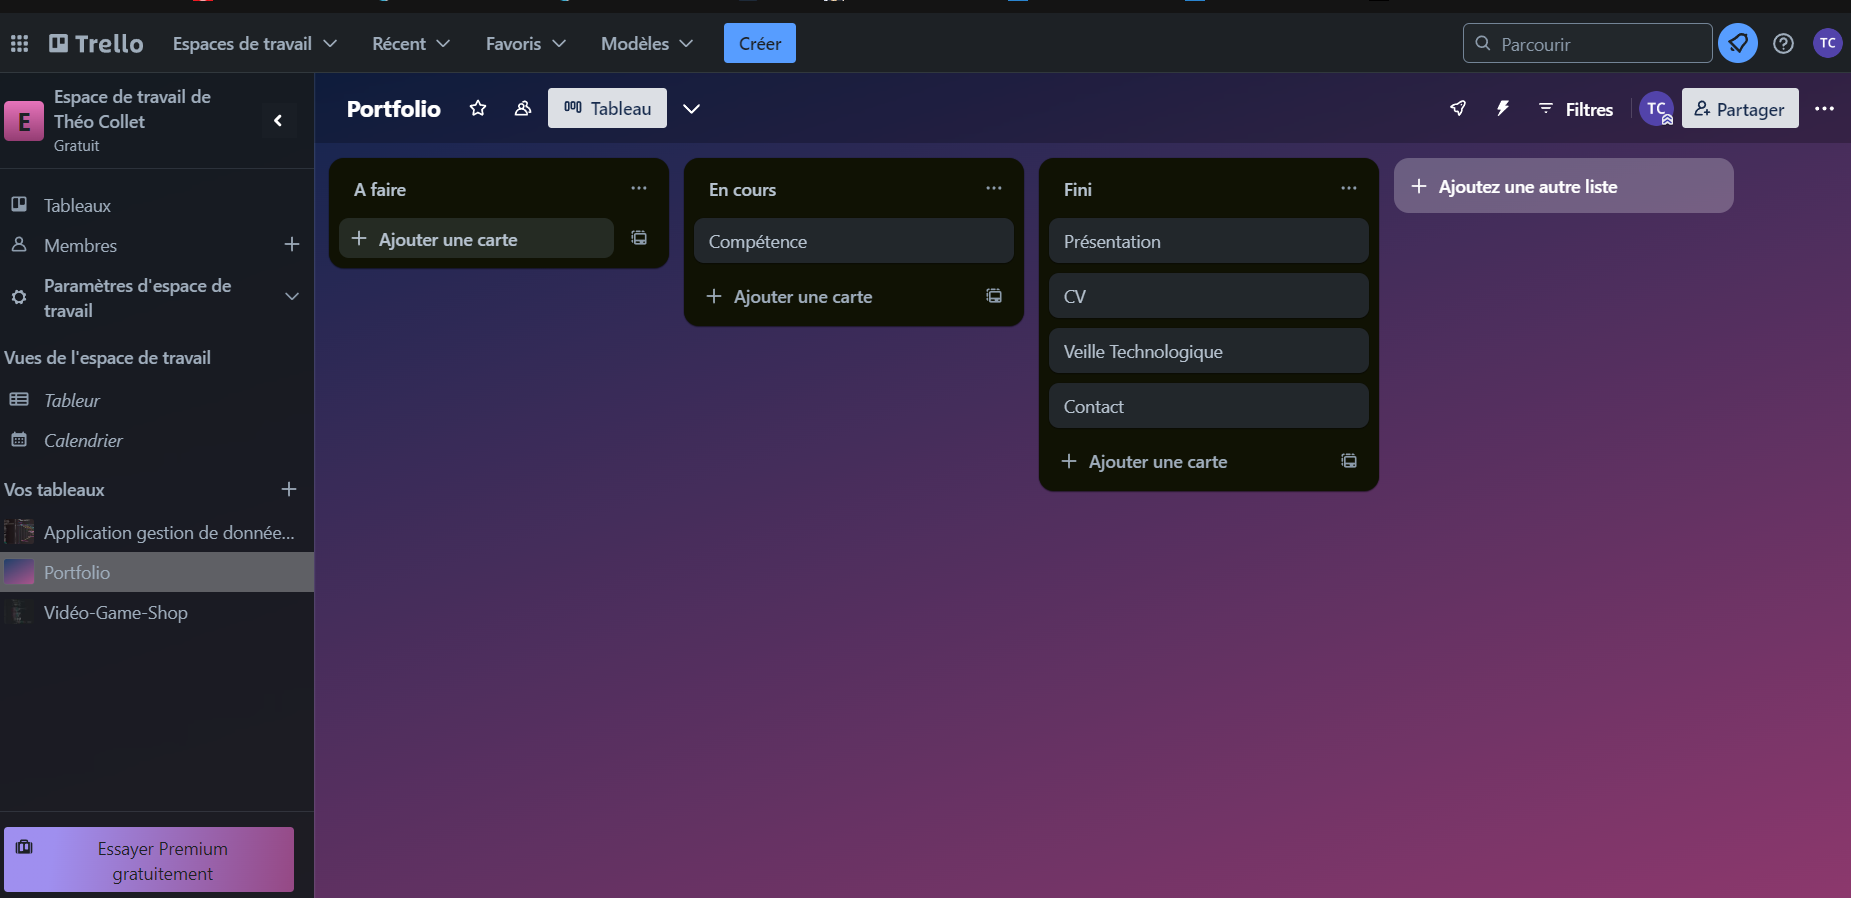 Trello
Espaces de travail
Récent
Favoris
Modèles
Créer
Parcourir
TC
E
Espace de travail de
Théo Collet
Gratuit
Tableaux
Membres
Paramètres d'espace de
travail
Vues de l'espace de travail
Tableur
Calendrier
Vos tableaux
Application gestion de donnée...
Portfolio
Vidéo-Game-Shop
Essayer Premium
gratuitement
Portfolio
Tableau
Filtres
TC
Partager
A faire
Ajouter une carte
En cours
Compétence
Ajouter une carte
Fini
Présentation
CV
Veille Technologique
Contact
Ajouter une carte
Ajoutez une autre liste